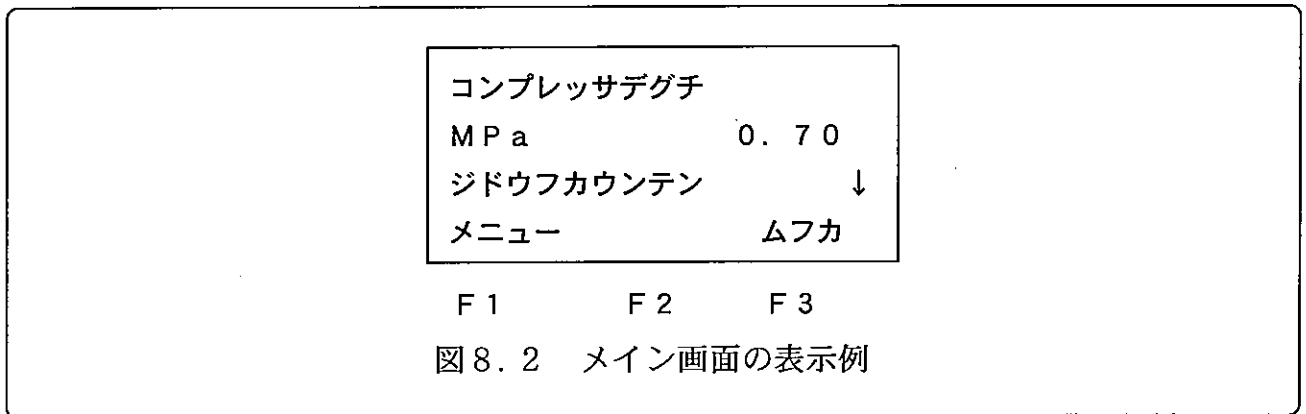 コンプレッサデグチ
MPa 0.70
ジドウフカウンテン ↓
メニュー ムフカ
F1 F2 F3
図8.2 メイン画面の表示例